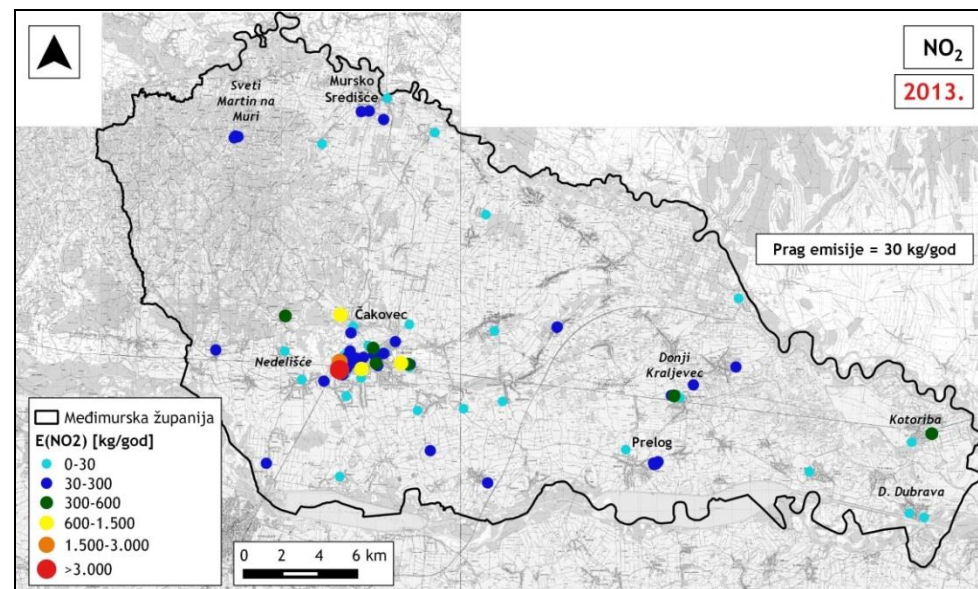 NO₂
2013.
Sveti
Martin na
Muri
Mursko
Središće
Prag emisije = 30 kg/god
Čakovec
Nedelišće
Donji
Kraljevec
Kotoriba
Prelog
D. Dubrava
Međimurska županija
E(NO2) [kg/god]
0-30
30-300
300-600
600-1.500
1.500-3.000
>3.000
0 2 4 6 km